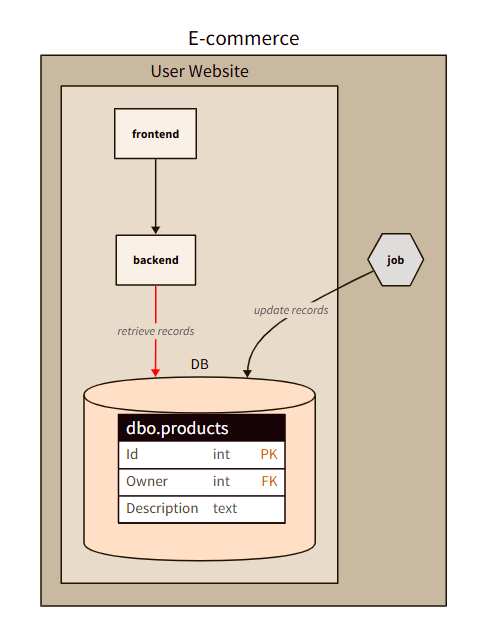 E-commerce
User Website
frontend
backend
job
update records
retrieve records
DB
dbo.products
Id int PK
Owner int FK
Description text